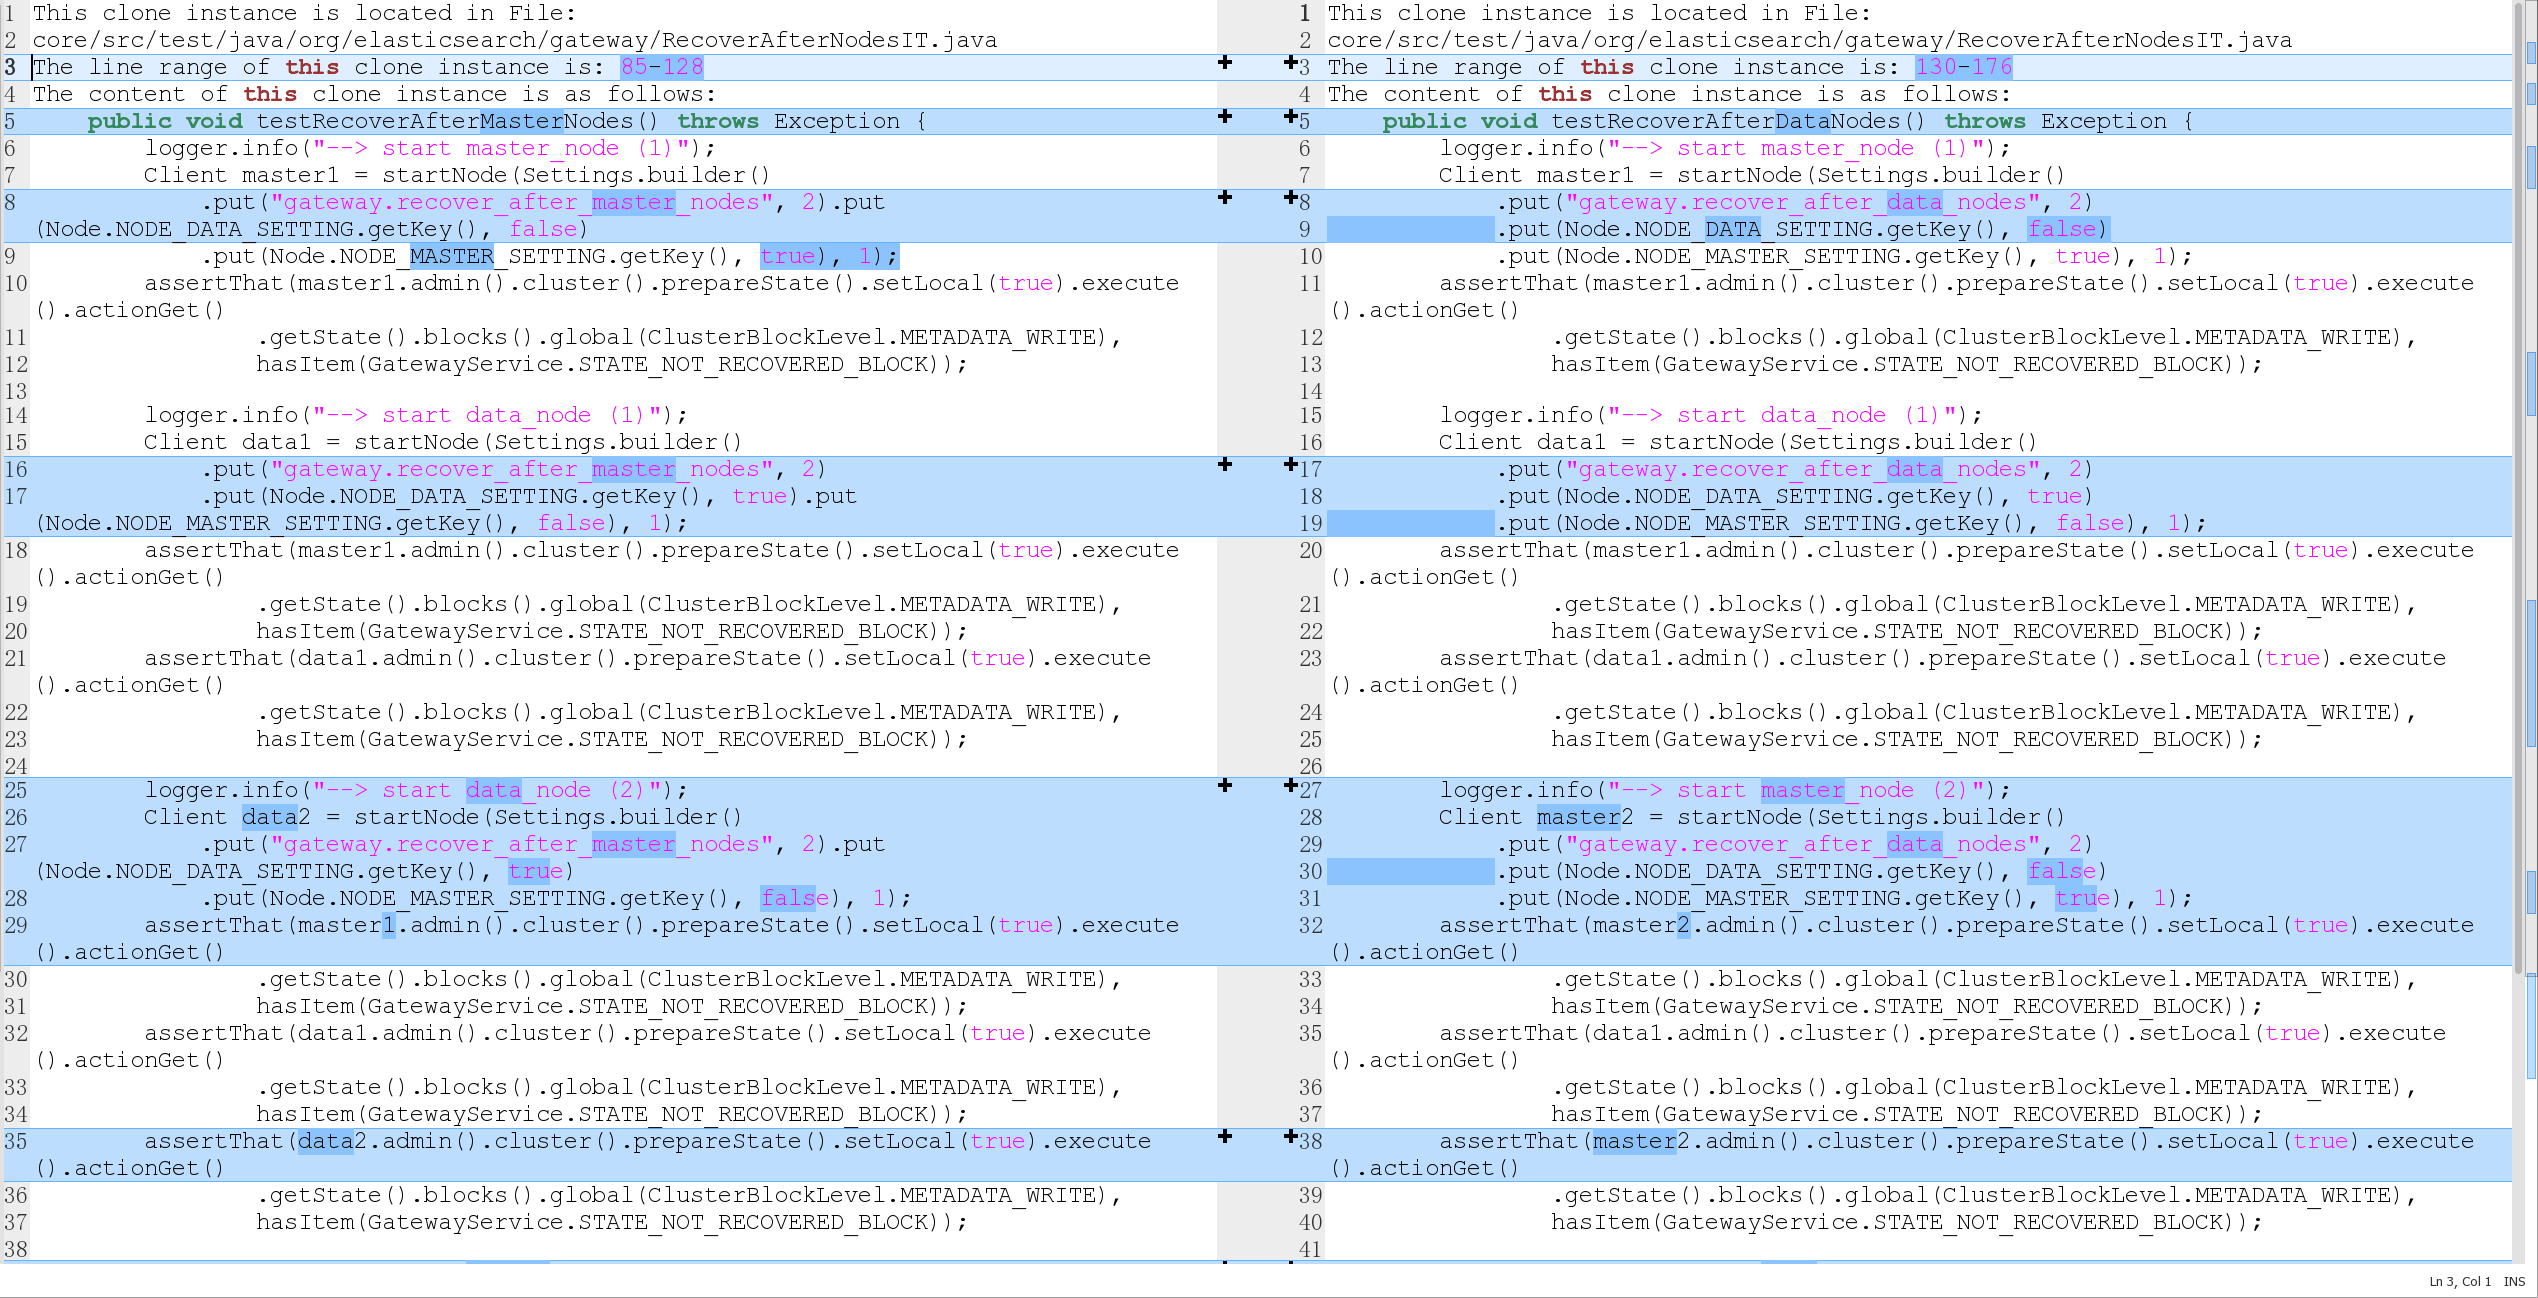 1 This clone instance is located in File:
2 core/src/test/java/org/elasticsearch/gateway/RecoverAfterNodesIT.java
3 The line range of this clone instance is: 85-128
4 The content of this clone instance is as follows:
5     public void testRecoverAfterMasterNodes() throws Exception {
6         logger.info("--> start master_node (1)");
7         Client master1 = startNode(Settings.builder()
8             .put("gateway.recover_after_master_nodes", 2).put
(Node.NODE_DATA_SETTING.getKey(), false)
9             .put(Node.NODE_MASTER_SETTING.getKey(), true), 1);
10         assertThat(master1.admin().cluster().prepareState().setLocal(true).execute
().actionGet()
11                 .getState().blocks().global(ClusterBlockLevel.METADATA_WRITE),
12                 hasItem(GatewayService.STATE_NOT_RECOVERED_BLOCK));
13
14         logger.info("--> start data_node (1)");
15         Client data1 = startNode(Settings.builder()
16             .put("gateway.recover_after_master_nodes", 2)
17             .put(Node.NODE_DATA_SETTING.getKey(), true).put
(Node.NODE_MASTER_SETTING.getKey(), false), 1);
18         assertThat(master1.admin().cluster().prepareState().setLocal(true).execute
().actionGet()
19                 .getState().blocks().global(ClusterBlockLevel.METADATA_WRITE),
20                 hasItem(GatewayService.STATE_NOT_RECOVERED_BLOCK));
21         assertThat(data1.admin().cluster().prepareState().setLocal(true).execute
().actionGet()
22                 .getState().blocks().global(ClusterBlockLevel.METADATA_WRITE),
23                 hasItem(GatewayService.STATE_NOT_RECOVERED_BLOCK));
24
25         logger.info("--> start data_node (2)");
26         Client data2 = startNode(Settings.builder()
27             .put("gateway.recover_after_master_nodes", 2).put
(Node.NODE_DATA_SETTING.getKey(), true)
28             .put(Node.NODE_MASTER_SETTING.getKey(), false), 1);
29         assertThat(master1.admin().cluster().prepareState().setLocal(true).execute
().actionGet()
30                 .getState().blocks().global(ClusterBlockLevel.METADATA_WRITE),
31                 hasItem(GatewayService.STATE_NOT_RECOVERED_BLOCK));
32         assertThat(data1.admin().cluster().prepareState().setLocal(true).execute
().actionGet()
33                 .getState().blocks().global(ClusterBlockLevel.METADATA_WRITE),
34                 hasItem(GatewayService.STATE_NOT_RECOVERED_BLOCK));
35         assertThat(data2.admin().cluster().prepareState().setLocal(true).execute
().actionGet()
36                 .getState().blocks().global(ClusterBlockLevel.METADATA_WRITE),
37                 hasItem(GatewayService.STATE_NOT_RECOVERED_BLOCK));
38
1 This clone instance is located in File:
2 core/src/test/java/org/elasticsearch/gateway/RecoverAfterNodesIT.java
3 The line range of this clone instance is: 130-176
4 The content of this clone instance is as follows:
5     public void testRecoverAfterDataNodes() throws Exception {
6         logger.info("--> start master_node (1)");
7         Client master1 = startNode(Settings.builder()
8             .put("gateway.recover_after_data_nodes", 2)
9             .put(Node.NODE_DATA_SETTING.getKey(), false)
10             .put(Node.NODE_MASTER_SETTING.getKey(), true), 1);
11         assertThat(master1.admin().cluster().prepareState().setLocal(true).execute
().actionGet()
12                 .getState().blocks().global(ClusterBlockLevel.METADATA_WRITE),
13                 hasItem(GatewayService.STATE_NOT_RECOVERED_BLOCK));
14
15         logger.info("--> start data_node (1)");
16         Client data1 = startNode(Settings.builder()
17             .put("gateway.recover_after_data_nodes", 2)
18             .put(Node.NODE_DATA_SETTING.getKey(), true)
19             .put(Node.NODE_MASTER_SETTING.getKey(), false), 1);
20         assertThat(master1.admin().cluster().prepareState().setLocal(true).execute
().actionGet()
21                 .getState().blocks().global(ClusterBlockLevel.METADATA_WRITE),
22                 hasItem(GatewayService.STATE_NOT_RECOVERED_BLOCK));
23         assertThat(data1.admin().cluster().prepareState().setLocal(true).execute
().actionGet()
24                 .getState().blocks().global(ClusterBlockLevel.METADATA_WRITE),
25                 hasItem(GatewayService.STATE_NOT_RECOVERED_BLOCK));
26
27         logger.info("--> start master_node (2)");
28         Client master2 = startNode(Settings.builder()
29             .put("gateway.recover_after_data_nodes", 2)
30             .put(Node.NODE_DATA_SETTING.getKey(), false)
31             .put(Node.NODE_MASTER_SETTING.getKey(), true), 1);
32         assertThat(master2.admin().cluster().prepareState().setLocal(true).execute
().actionGet()
33                 .getState().blocks().global(ClusterBlockLevel.METADATA_WRITE),
34                 hasItem(GatewayService.STATE_NOT_RECOVERED_BLOCK));
35         assertThat(data1.admin().cluster().prepareState().setLocal(true).execute
().actionGet()
36                 .getState().blocks().global(ClusterBlockLevel.METADATA_WRITE),
37                 hasItem(GatewayService.STATE_NOT_RECOVERED_BLOCK));
38         assertThat(master2.admin().cluster().prepareState().setLocal(true).execute
().actionGet()
39                 .getState().blocks().global(ClusterBlockLevel.METADATA_WRITE),
40                 hasItem(GatewayService.STATE_NOT_RECOVERED_BLOCK));
41
Ln 3, Col 1 INS